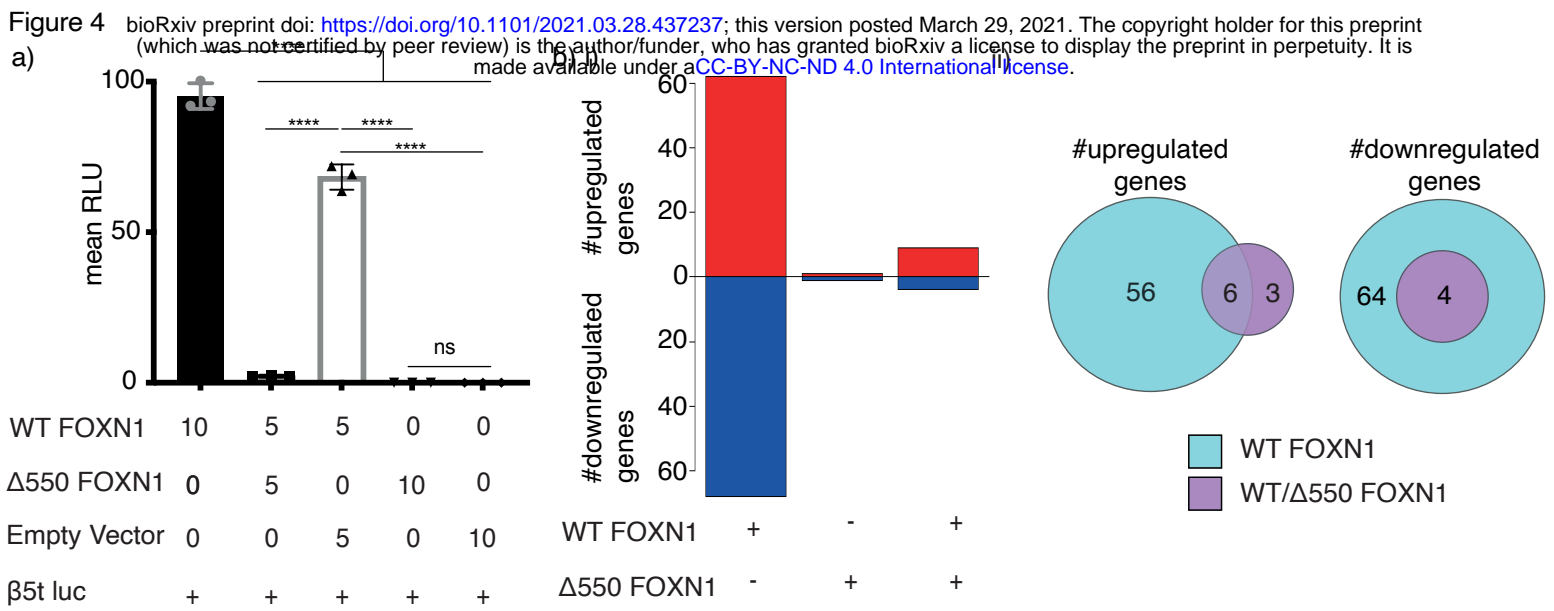 Figure 4
bioRxiv preprint doi: https://doi.org/10.1101/2021.03.28.437237; this version posted March 29, 2021. The copyright holder for this preprint
(which was not certified by peer review) is the author/funder, who has granted bioRxiv a license to display the preprint in perpetuity. It is
made available under aCC-BY-NC-ND 4.0 International license.
a)
****
**** ****
****
ns
mean RLU
100
50
0
WT FOXN1 10 5 5 0 0
Δ550 FOXN1 0 5 0 10 0
Empty Vector 0 0 5 0 10
β5t luc + + + + +
b) i)
#upregulated
genes
#downregulated
genes
60
40
20
0
20
40
60
WT FOXN1 + - +
Δ550 FOXN1 - + +
ii)
#upregulated
genes
56 6 3
#downregulated
genes
64 4
WT FOXN1
WT/Δ550 FOXN1